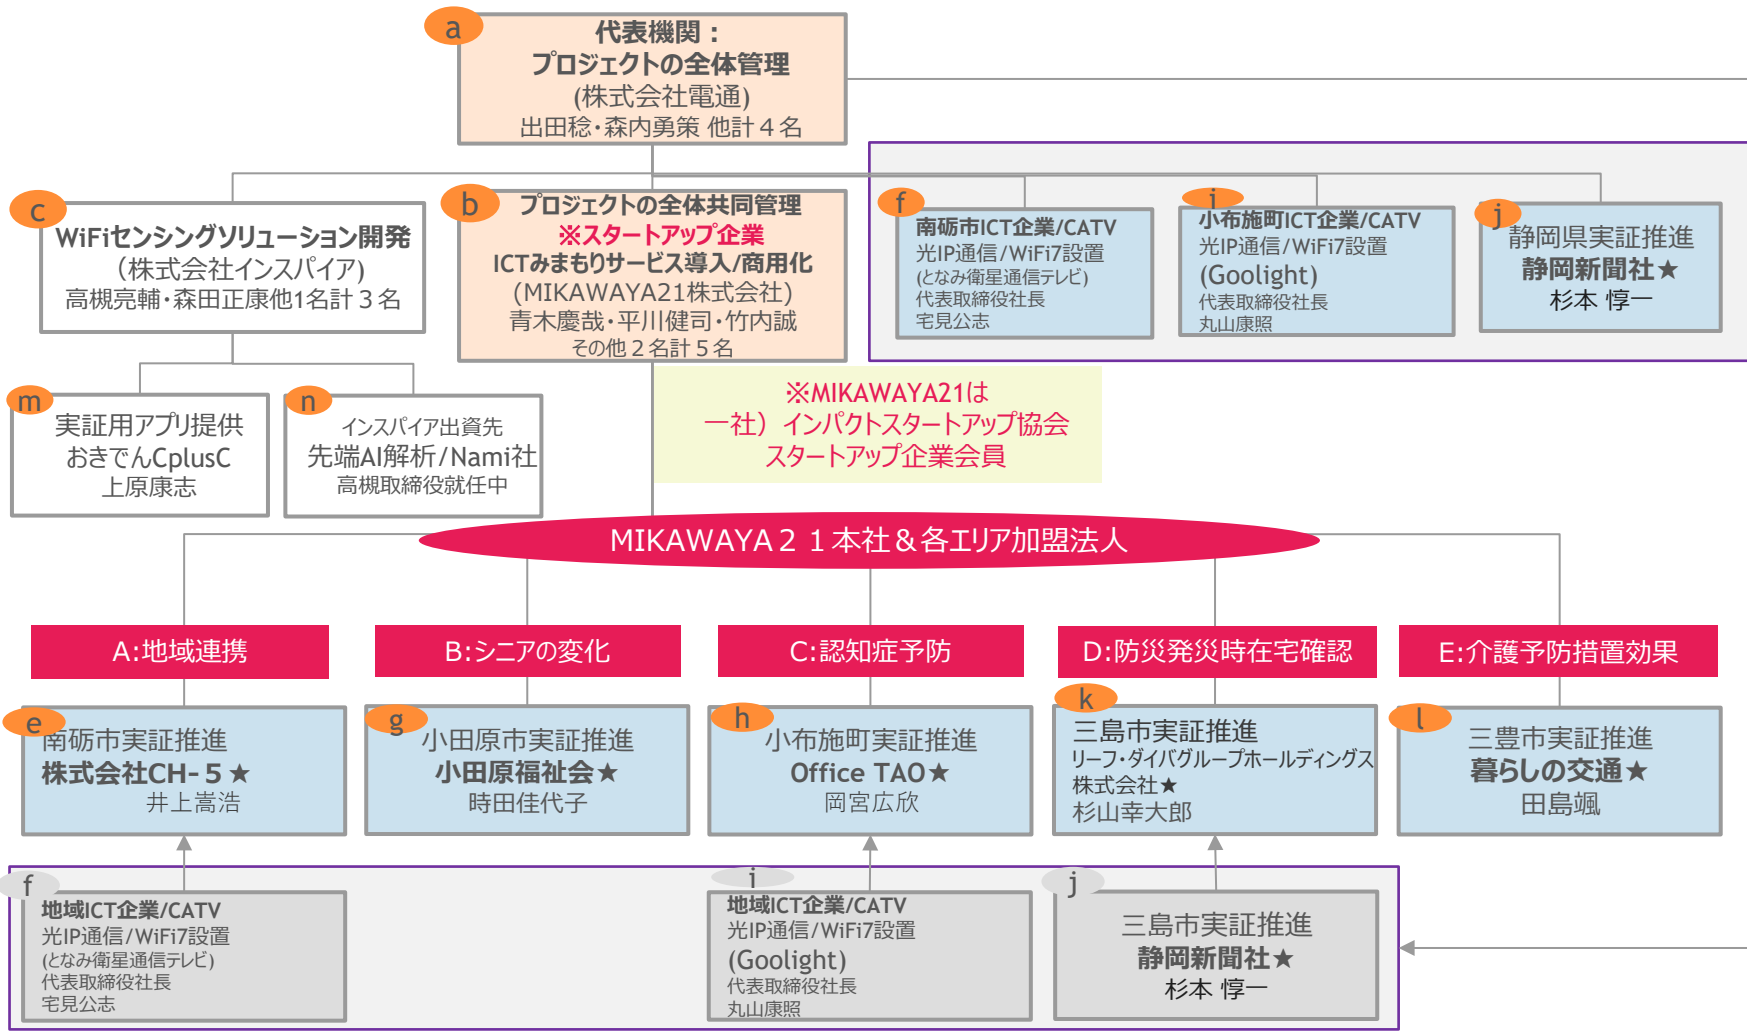 a
代表機関：
プロジェクトの全体管理
(株式会社電通)
出田稔・森内勇策 他計４名
c
WiFiセンシングソリューション開発
（株式会社インスパイア)
高槻亮輔・森田正康他1名計３名
b
プロジェクトの全体共同管理
※スタートアップ企業
ICTみまもりサービス導入/商用化
(MIKAWAYA21株式会社)
青木慶哉・平川健司・竹内誠
その他２名計５名
f
南砺市ICT企業/CATV
光IP通信/WiFi7設置
(となみ衛星通信テレビ)
代表取締役社長
宅見公志
i
小布施町ICT企業/CATV
光IP通信/WiFi7設置
(Goolight)
代表取締役社長
丸山康照
j
静岡県実証推進
静岡新聞社★
杉本 惇一
m
実証用アプリ提供
おきでんCplusC
上原康志
n
インスパイア出資先
先端AI解析/Nami社
高槻取締役就任中
※MIKAWAYA21は
一社）インパクトスタートアップ協会
スタートアップ企業会員
MIKAWAYA２１本社＆各エリア加盟法人
A:地域連携
B:シニアの変化
C:認知症予防
D:防災発災時在宅確認
E:介護予防措置効果
e
南砺市実証推進
株式会社CH-５★
井上嵩浩
g
小田原市実証推進
小田原福祉会★
時田佳代子
h
小布施町実証推進
Office TAO★
岡宮広欣
k
三島市実証推進
リーフ・ダイバグループホールディングス
株式会社★
杉山幸大郎
l
三豊市実証推進
暮らしの交通★
田島颯
f
地域ICT企業/CATV
光IP通信/WiFi7設置
(となみ衛星通信テレビ)
代表取締役社長
宅見公志
i
地域ICT企業/CATV
光IP通信/WiFi7設置
(Goolight)
代表取締役社長
丸山康照
j
三島市実証推進
静岡新聞社★
杉本 惇一